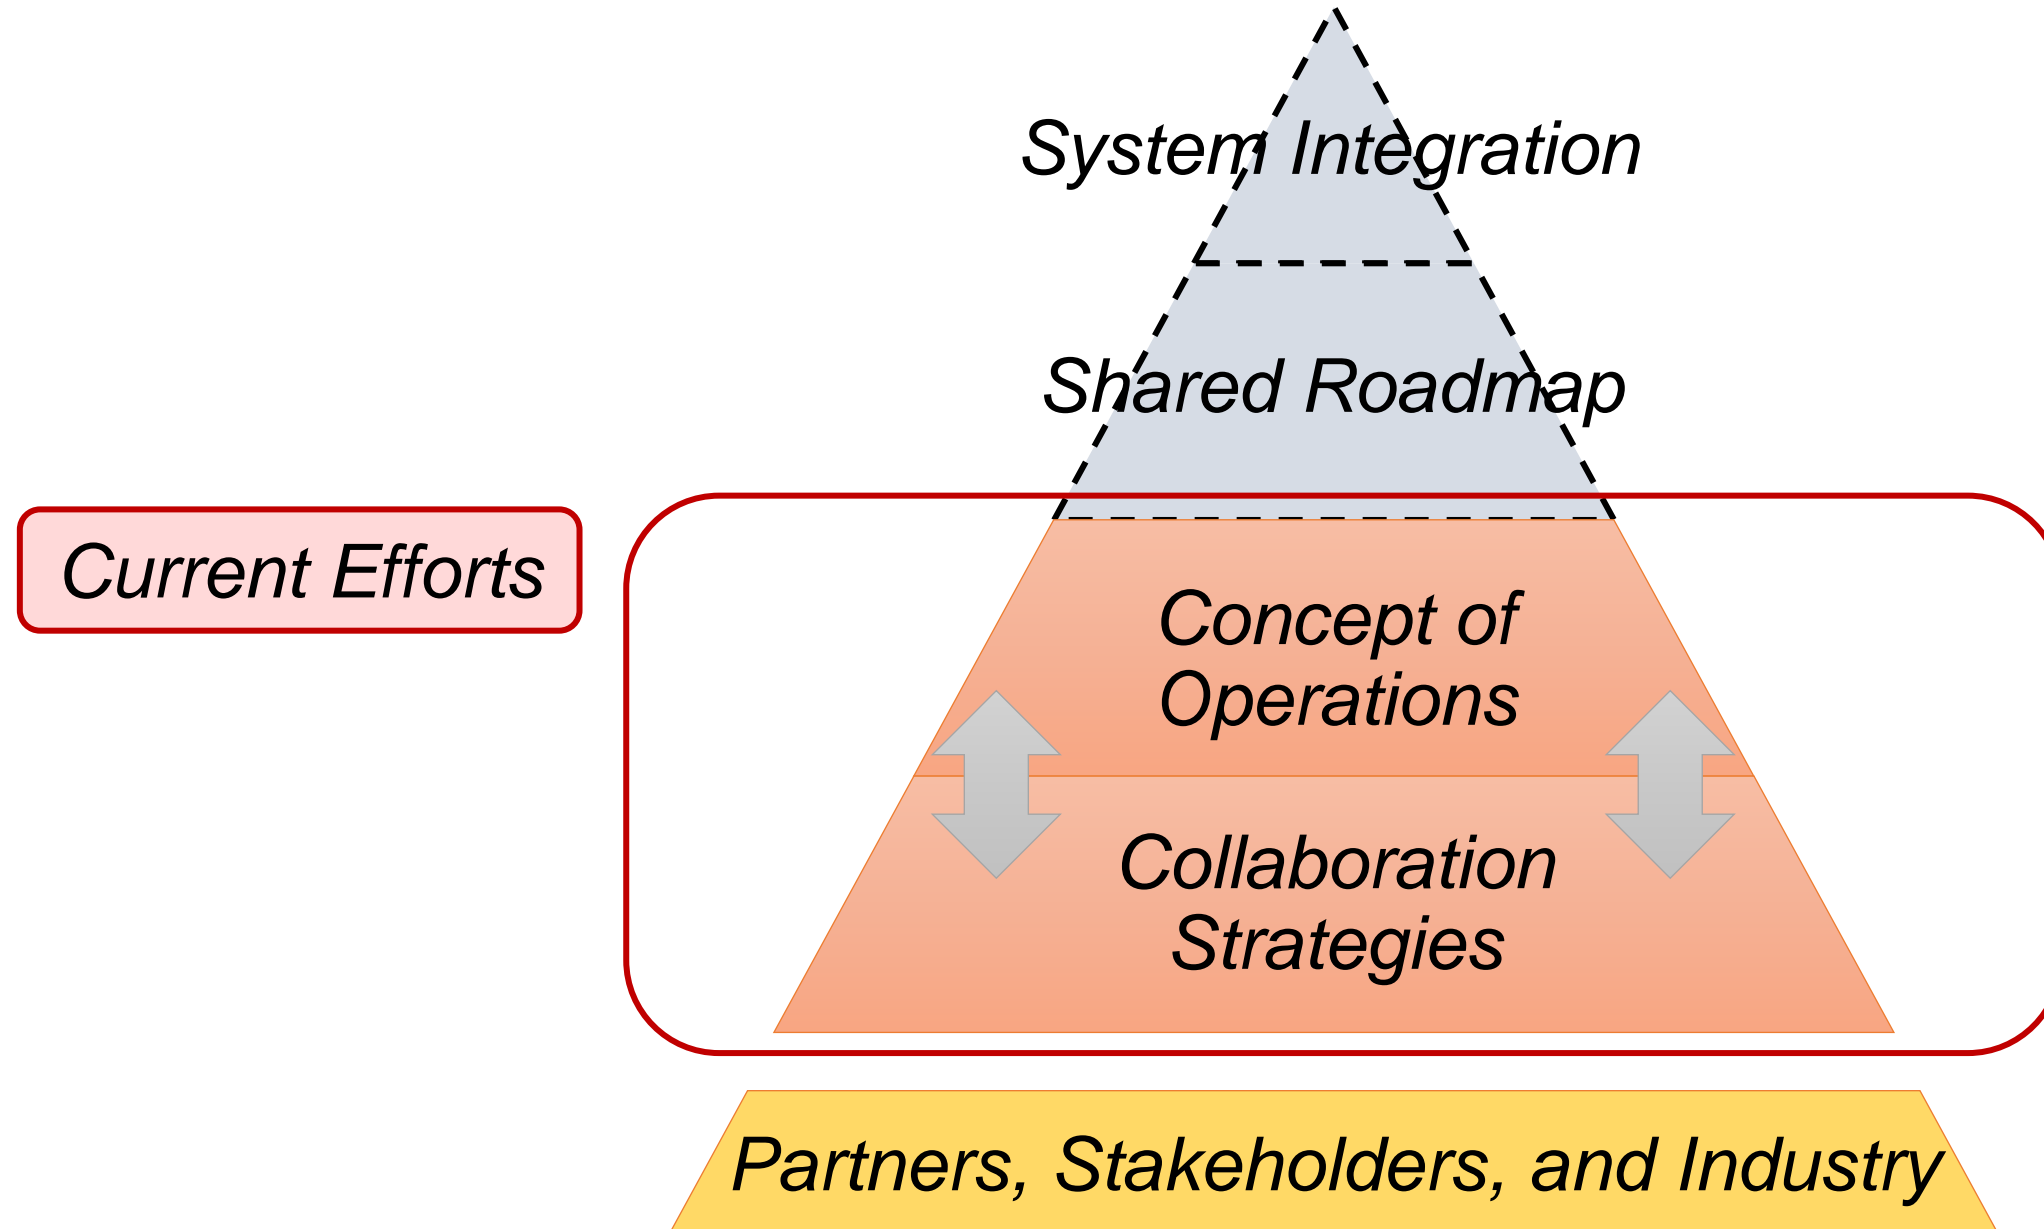 System Integration
Shared Roadmap
Current Efforts
Concept of
Operations
Collaboration
Strategies
Partners, Stakeholders, and Industry